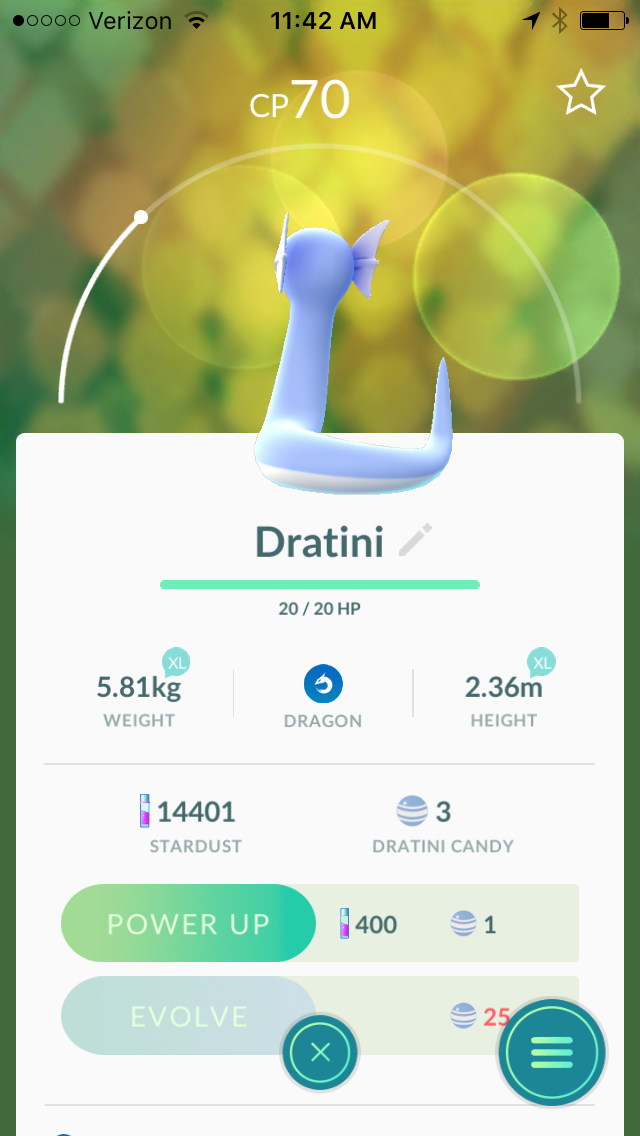 Verizon 11:42 AM
CP70
Dratini
20 / 20 HP
XL XL
5.81kg 2.36m
WEIGHT DRAGON HEIGHT
14401 3
STARDUST DRATINI CANDY
POWER UP 400 1
EVOLVE 25